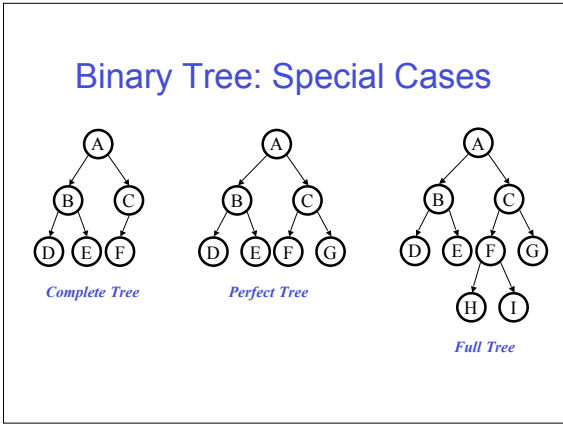 Binary Tree: Special Cases
A
B C
D E F
Complete Tree
A
B C
D E F G
Perfect Tree
A
B C
D E F G
H I
Full Tree